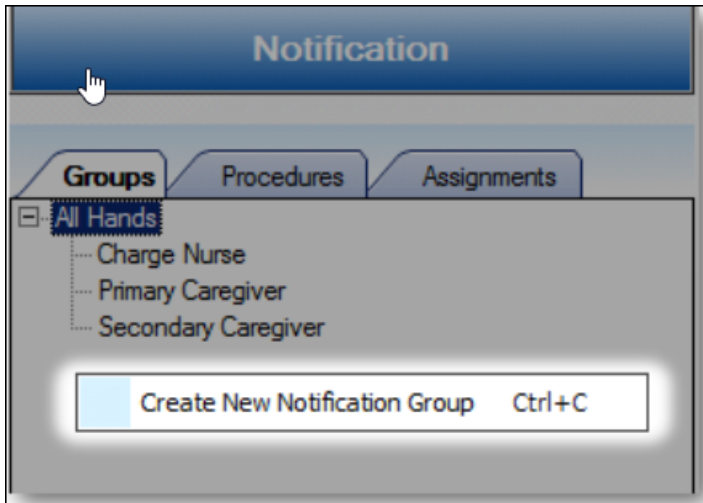 Notification
Groups Procedures Assignments
All Hands
Charge Nurse
Primary Caregiver
Secondary Caregiver
Create New Notification Group Ctrl+C